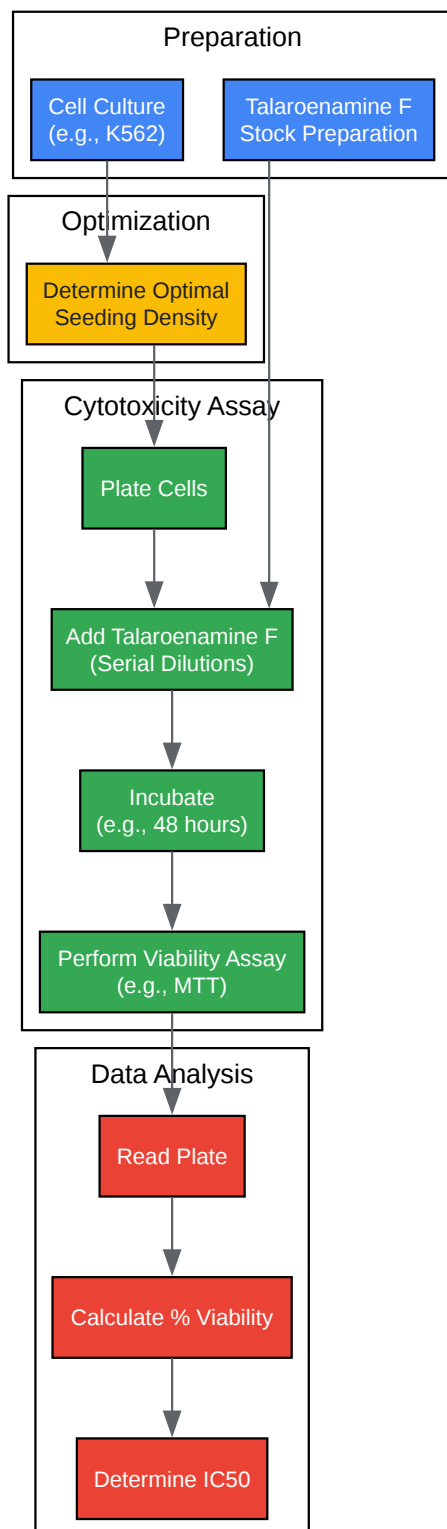 Preparation
Cell Culture
(e.g., K562)
Talaroenamine F
Stock Preparation
Optimization
Determine Optimal
Seeding Density
Cytotoxicity Assay
Plate Cells
Add Talaroenamine F
(Serial Dilutions)
Incubate
(e.g., 48 hours)
Perform Viability Assay
(e.g., MTT)
Data Analysis
Read Plate
Calculate % Viability
Determine IC50